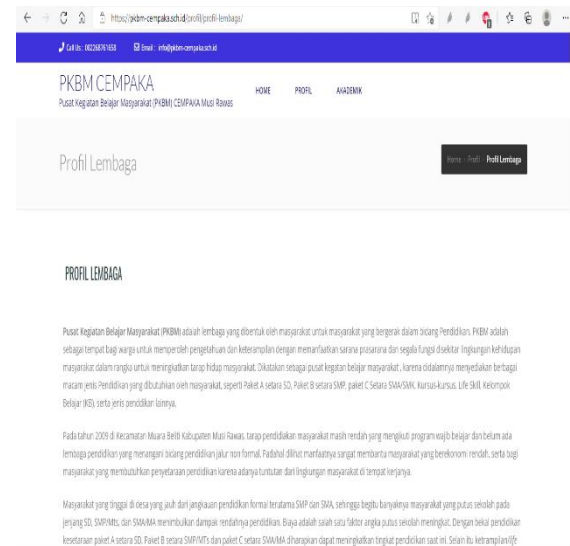 https://pkbm-cempaka.sch.id/profil/profil-lembaga/
Call Us : 082268761658 Email : info@pkbm-cempaka.sch.id
PKBM CEMPAKA
Pusat Kegiatan Belajar Masyarakat (PKBM) CEMPAKA Musi Rawas
HOME PROFIL AKADEMIK
Profil Lembaga
Home Profil Profil Lembaga
PROFIL LEMBAGA
Pusat Kegiatan Belajar Masyarakat (PKBM) adalah lembaga yang dibentuk oleh masyarakat untuk masyarakat yang bergerak dalam bidang Pendidikan. PKBM adalah
sebagai tempat bagi warga untuk memperoleh pengetahuan dan keterampilan dengan memanfaatkan sarana prasarana dan segala fungsi disekitar lingkungan kehidupan
masyarakat dalam rangka untuk meningkatkan taraf hidup masyarakat. Dikatakan sebagai pusat kegatan belajar masyarakat , karena didalamnya menyediakan berbagai
macam jenis Pendidikan yang dibutuhkan oleh masyarakat, seperti Paket A setara SD, Paket B setara SMP. paket C Setara SMA/SMK, Kursus-kursus, Life Skill, Kelompok
Belajar (KB), serta jenis pendidikan lainnya.
Pada tahun 2009 di Kecamatan Muara Beliti Kabupaten Musi Rawas, tarap pendidiakan masyarakat masih rendah yang mengikuti program wajib belajar dan belum ada
lembaga pendidikan yang menangani bidang pendidikan jalur non formal. Padahal dilihat manfaatnya sangat membantu masyarakat yang berekonomi rendah, serta bagi
masyarakat yang membutuhkan penyetaraan pendidikan karena adanya tuntutan dari lingkungan masyarakat di tempat kerjanya.
Masyarakat yang tinggal di desa yang jauh dari jangkauan pendidikan formal terutama SMP dan SMA, sehingga begitu banyaknya masyarakat yang putus sekolah pada
jenjang SD, SMP/Mts, dan SMA/MA menimbulkan dampak rendahnya pendidikan. Biaya adalah salah satu faktor angka putus sekolah meningkat. Dengan bekal pendidikan
kesetaraan paket A setara SD, Paket B setara SMP/MTs dan paket C setara SMA/MA diharapkan dapat meningkatkan tingkat pendidikan saat ini. Selain itu ketrampilan/life